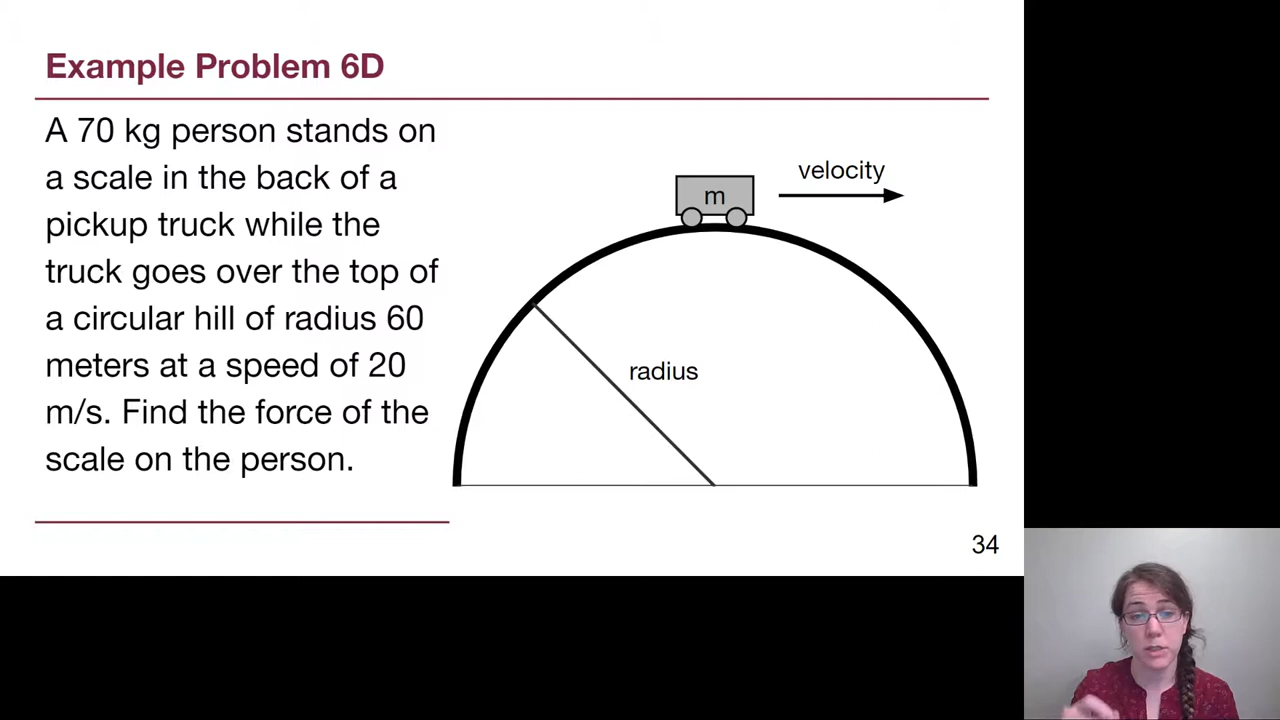 Example Problem 6D
A 70 kg person stands on
a scale in the back of a
pickup truck while the
truck goes over the top of
a circular hill of radius 60
meters at a speed of 20
m/s. Find the force of the
scale on the person.
velocity
m
radius
34